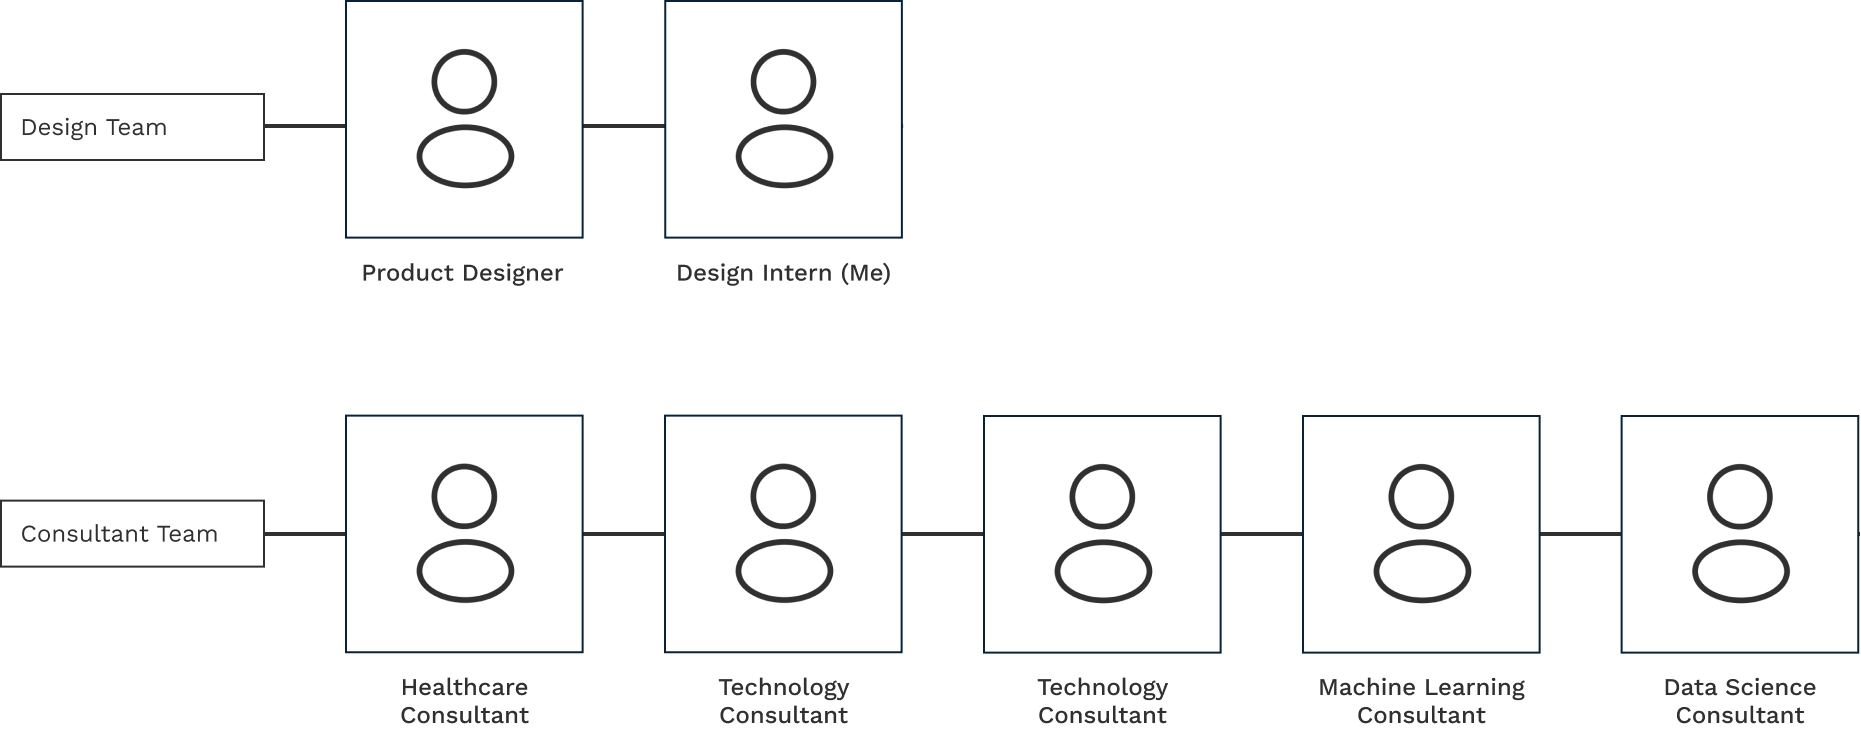 Design Team
Product Designer
Design Intern (Me)
Consultant Team
Healthcare
Consultant
Technology
Consultant
Technology
Consultant
Machine Learning
Consultant
Data Science
Consultant